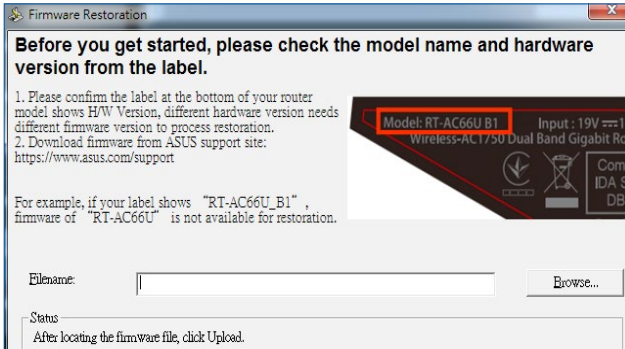 Firmware Restoration
Before you get started, please check the model name and hardware
version from the label.
1. Please confirm the label at the bottom of your router
model shows H/W Version, different hardware version needs
different firmware version to process restoration.
2. Download firmware from ASUS support site:
https://www.asus.com/support
For example, if your label shows “RT-AC66U_B1”,
firmware of “RT-AC66U” is not available for restoration.
Model: RT-AC66U B1 Input : 19V
Wireless-AC1750 Dual Band Gigabit Ro
Com
IDA S
DB
Filename:
Browse...
Status
After locating the firmware file, click Upload.